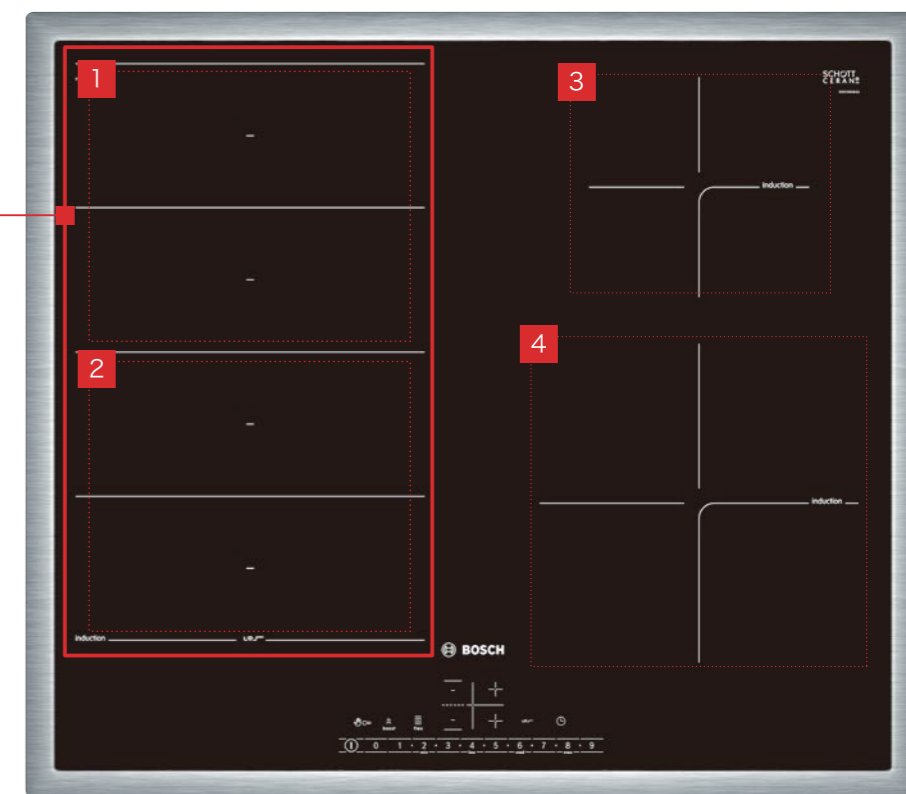 1
3
SCHOTT
CERAN®
induction
4
2
induction
induction
BOSCH
0 1 • 2 • 3 • 4 • 5 • 6 • 7 • 8 • 9